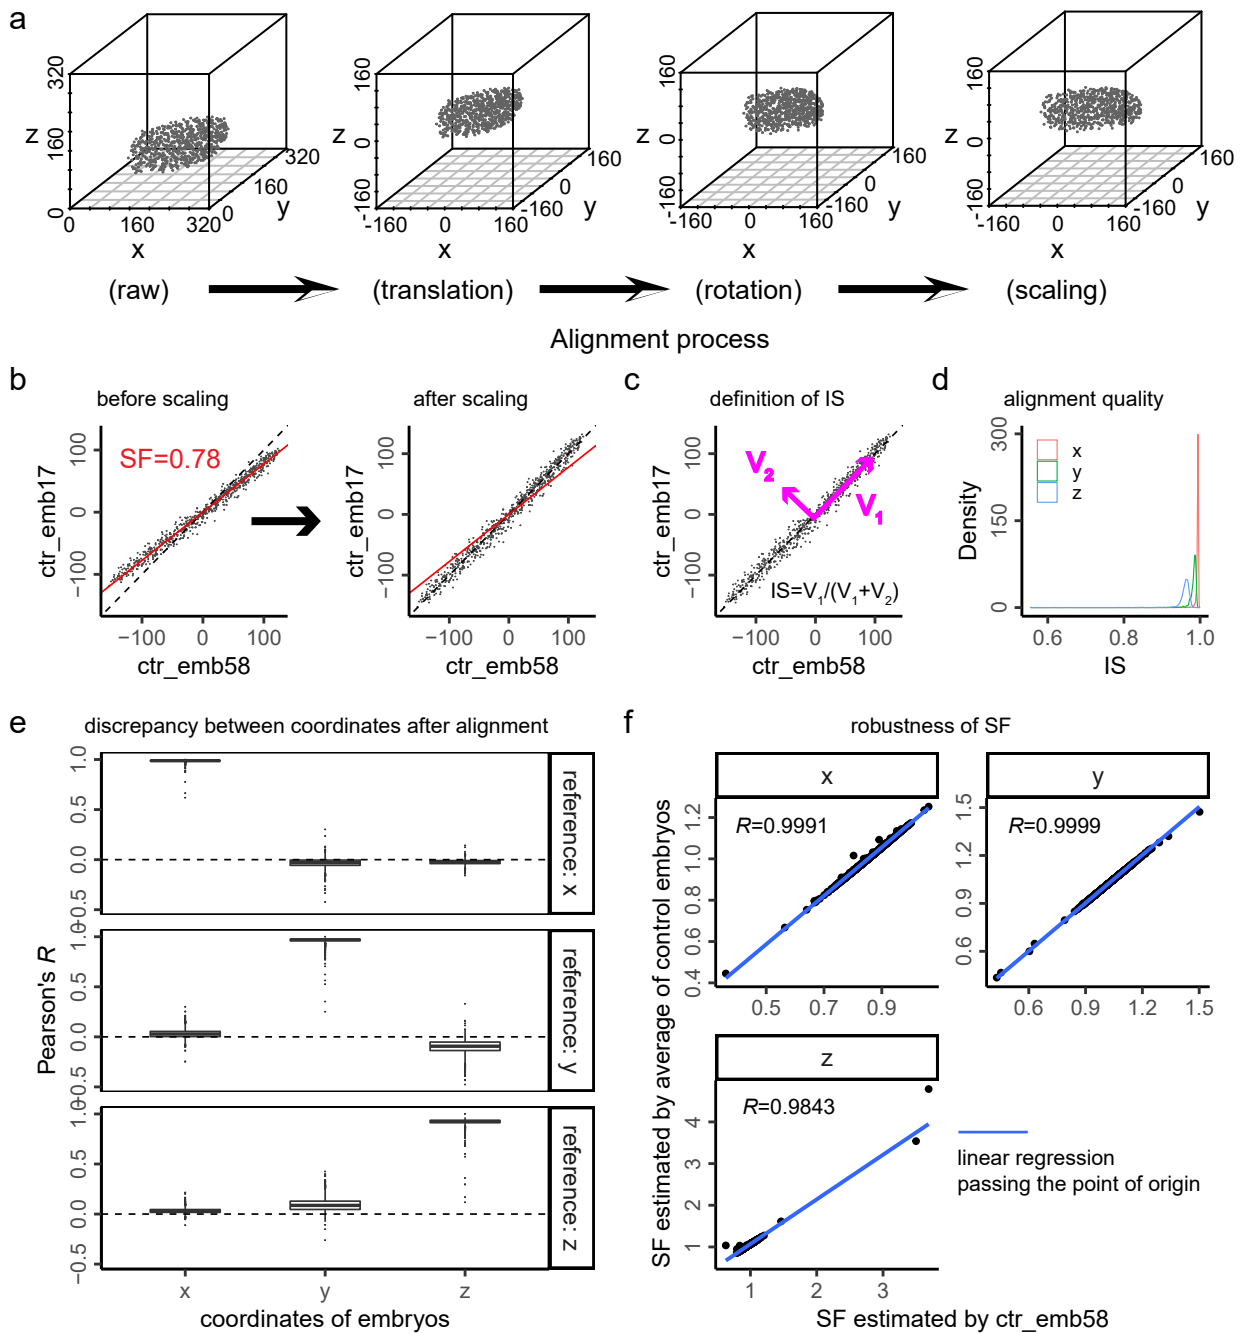 a
320
160
0
z
0
160
320
x
0
160
320
y
160
0
-160
z
-160
0
160
x
-160
0
160
y
160
0
-160
z
-160
0
160
x
-160
0
160
y
160
0
-160
z
-160
0
160
x
-160
0
160
y
(raw)
(translation)
(rotation)
(scaling)
Alignment process
b
before scaling
SF=0.78
ctr_emb17
100
0
−100
−100 0 100
ctr_emb58
after scaling
ctr_emb17
100
0
−100
−100 0 100
ctr_emb58
c
definition of IS
V2
V1
IS=V1/(V1+V2)
ctr_emb17
100
0
−100
−100 0 100
ctr_emb58
d
alignment quality
x
y
z
Density
300
150
0
0.6 0.8 1.0
IS
e
discrepancy between coordinates after alignment
Pearson's R
1.0
0.5
0.0
−0.5
reference: x
1.0
0.5
0.0
−0.5
reference: y
1.0
0.5
0.0
−0.5
reference: z
x y z
coordinates of embryos
f
robustness of SF
SF estimated by average of control embryos
x
R=0.9991
1.2
1.0
0.8
0.6
0.4
0.5 0.7 0.9
y
R=0.9999
1.5
1.2
0.9
0.6
0.6 0.9 1.2 1.5
z
R=0.9843
4
3
2
1
1 2 3
linear regression
passing the point of origin
SF estimated by ctr_emb58